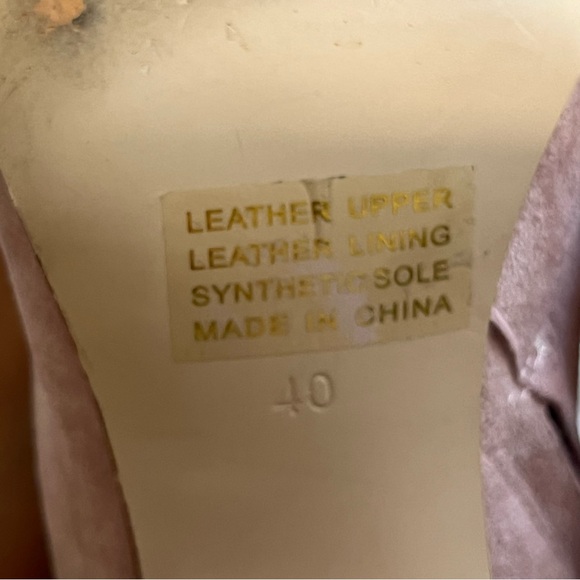 LEATHER UPPER
LEATHER LINING
SYNTHETIC SOLE
MADE IN CHINA
40